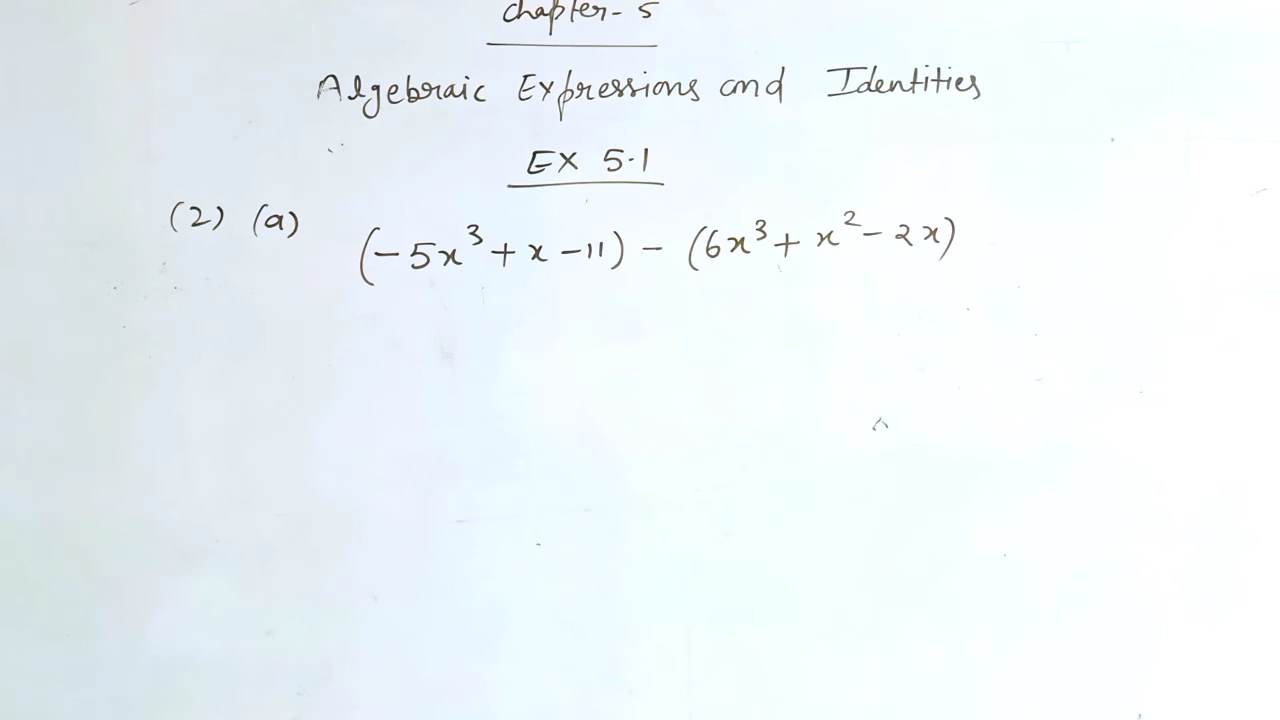 Chapter - 5
Algebraic Expressions and Identities
EX 5.1
(2) (a) (-5x³ + x - 11) - (6x³ + x² - 2x)